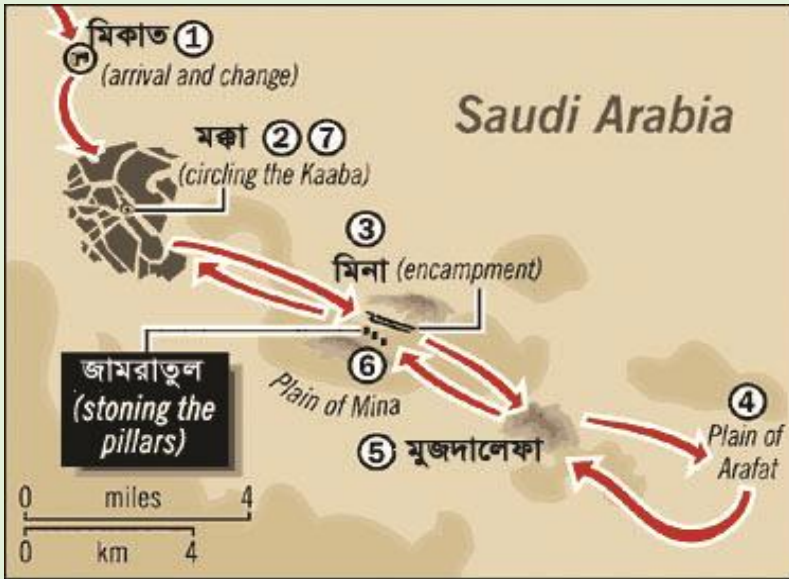 মিকাত ①
(arrival and change)
মক্কা ② ⑦
(circling the Kaaba)
Saudi Arabia
③
মিনা (encampment)
জামরাতুল
(stoning the
pillars)
⑥
Plain of Mina
④
Plain of
Arafat
⑤ মুজদালেফা
0 miles 4
0 km 4